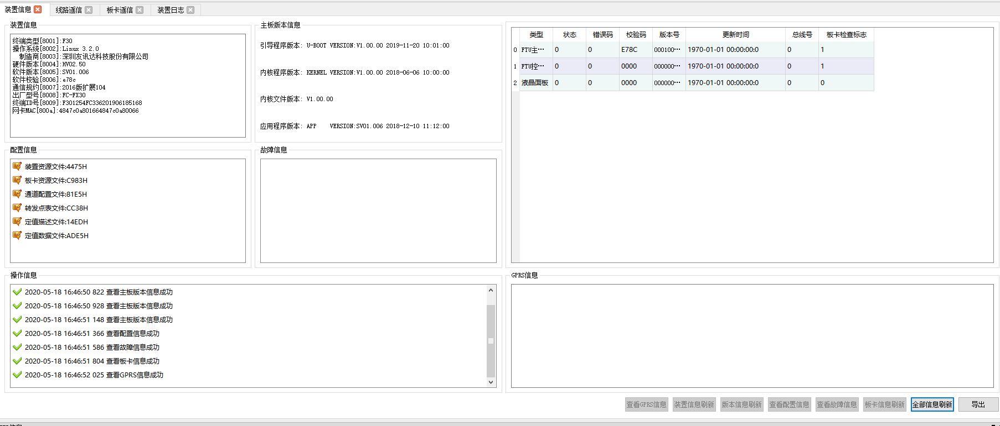 装置信息 线路遥信 板卡遥信 装置日志
装置信息
终端类型[8001]:F30
操作系统[8002]:Linux 3.2.0
制造商[8003]:深圳友讯达科技股份有限公司
硬件版本[8004]:HV02.50
软件版本[8005]:SV01.006
软件校验[8006]:e78c
通信规约[8007]:2016版扩展104
出厂型号[8008]:FC-FX30
终端ID号[8009]:F301254FC336201906185168
网卡MAC[800a]:4847c0a801664847c0a80066
主板版本信息
引导程序版本: U-BOOT VERSION:V1.00.00 2019-11-20 10:01:00
内核程序版本: KERNEL VERSION:V1.00.00 2018-06-06 10:00:00
内核文件版本: V1.00.00
应用程序版本: APP VERSION:SV01.006 2018-12-10 11:12:00
类型 状态 错误码 校验码 版本号 更新时间 总线号 板卡检查标志
0 FTU主… 0 0 E78C 000100… 1970-01-01 00:00:00:0 0 1
1 FTU控… 0 0 0000 000000… 1970-01-01 00:00:00:0 0 1
2 液晶面板 0 0 0000 000000… 1970-01-01 00:00:00:0 0 0
配置信息
装置资源文件:4475H
板卡资源文件:C983H
通道配置文件:81E5H
转发点表文件:CC38H
定值描述文件:14EDH
定值数据文件:ADE5H
故障信息
操作信息
2020-05-18 16:46:50 822 查看主板版本信息成功
2020-05-18 16:46:50 928 查看主板版本信息成功
2020-05-18 16:46:51 148 查看主板版本信息成功
2020-05-18 16:46:51 366 查看配置信息成功
2020-05-18 16:46:51 586 查看故障信息成功
2020-05-18 16:46:51 804 查看板卡信息成功
2020-05-18 16:46:52 025 查看GPRS信息成功
GPRS信息
查看GPRS信息 装置信息刷新 版本信息刷新 查看配置信息 查看故障信息 板卡信息刷新 全部信息刷新 导出